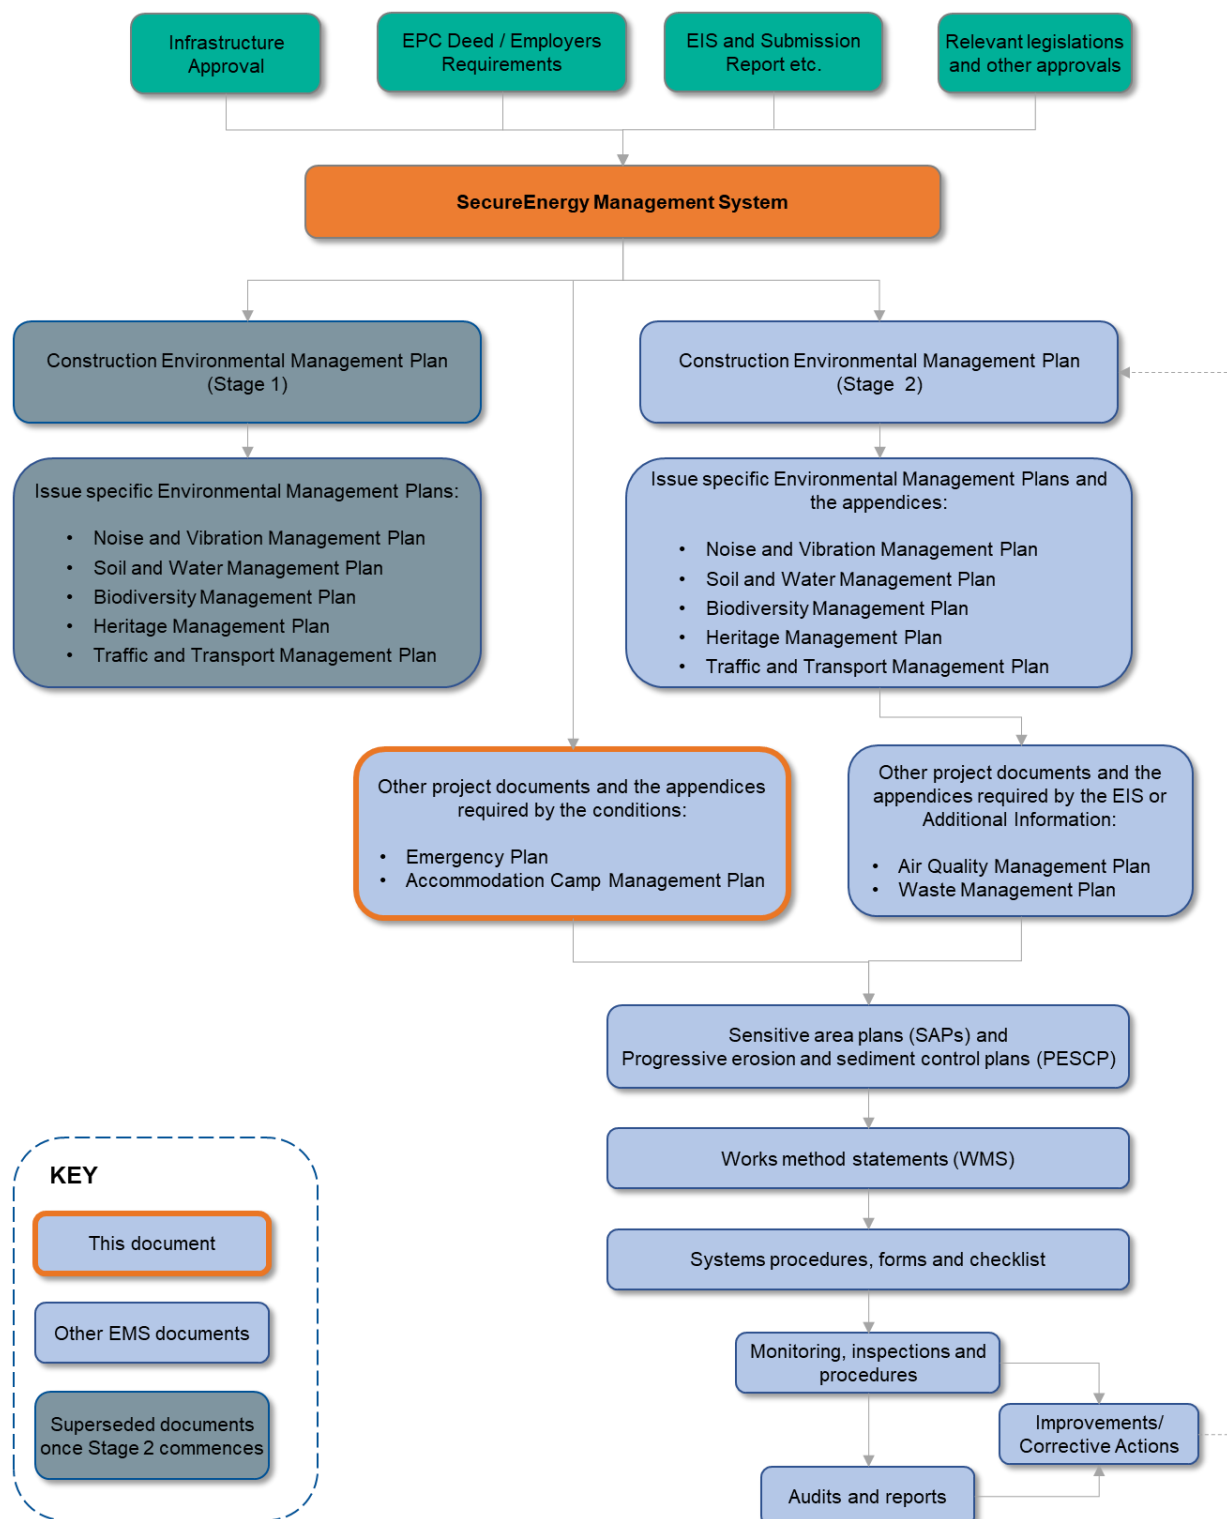 Infrastructure
Approval
EPC Deed / Employers
Requirements
EIS and Submission
Report etc.
Relevant legislations
and other approvals
SecureEnergy Management System
Construction Environmental Management Plan
(Stage 1)
Construction Environmental Management Plan
(Stage 2)
Issue specific Environmental Management Plans:
• Noise and Vibration Management Plan
• Soil and Water Management Plan
• Biodiversity Management Plan
• Heritage Management Plan
• Traffic and Transport Management Plan
Issue specific Environmental Management Plans and
the appendices:
• Noise and Vibration Management Plan
• Soil and Water Management Plan
• Biodiversity Management Plan
• Heritage Management Plan
• Traffic and Transport Management Plan
Other project documents and the appendices
required by the conditions:
• Emergency Plan
• Accommodation Camp Management Plan
Other project documents and the
appendices required by the EIS or
Additional Information:
• Air Quality Management Plan
• Waste Management Plan
Sensitive area plans (SAPs) and
Progressive erosion and sediment control plans (PESCP)
Works method statements (WMS)
Systems procedures, forms and checklist
Monitoring, inspections and
procedures
Improvements/
Corrective Actions
Audits and reports
KEY
This document
Other EMS documents
Superseded documents
once Stage 2 commences